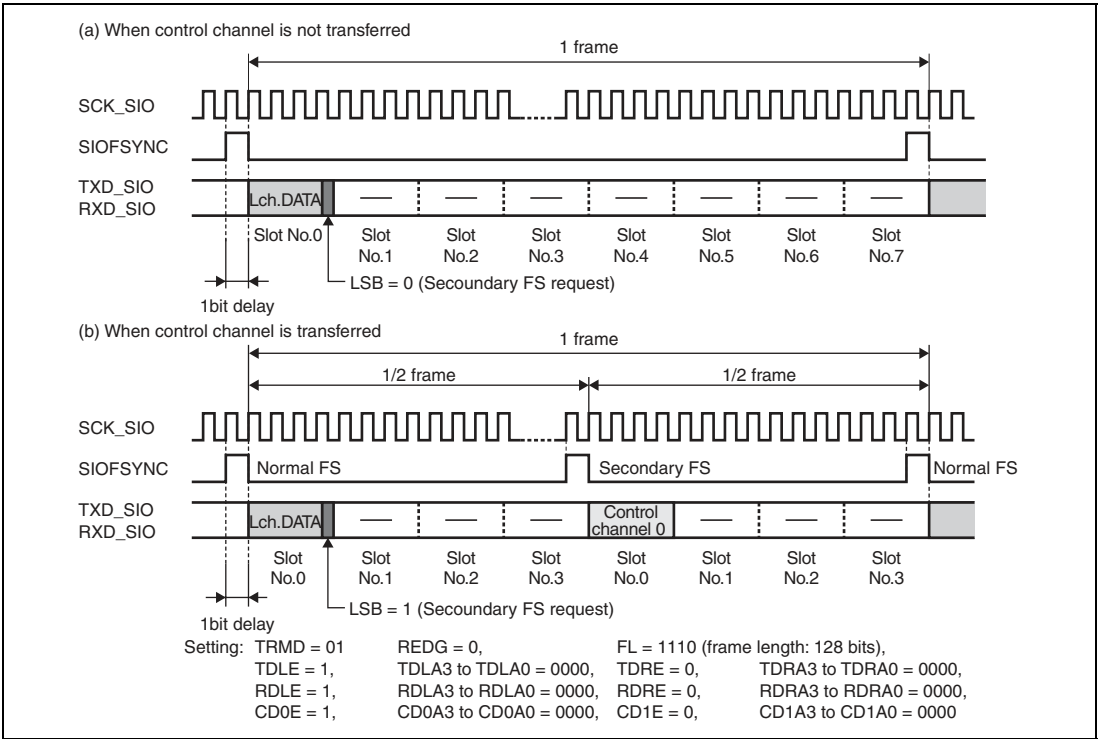 (a) When control channel is not transferred
1 frame
SCK_SIO
SIOFSYNC
TXD_SIO
RXD_SIO
Lch.DATA
Slot No.0
Slot No.1
Slot No.2
Slot No.3
Slot No.4
Slot No.5
Slot No.6
Slot No.7
LSB = 0 (Secoundary FS request)
1bit delay
(b) When control channel is transferred
1 frame
1/2 frame
1/2 frame
SCK_SIO
SIOFSYNC
Normal FS
Secondary FS
Normal FS
TXD_SIO
RXD_SIO
Lch.DATA
Control
channel 0
Slot No.0
Slot No.1
Slot No.2
Slot No.3
Slot No.0
Slot No.1
Slot No.2
Slot No.3
LSB = 1 (Secoundary FS request)
1bit delay
Setting: TRMD = 01 REDG = 0, FL = 1110 (frame length: 128 bits),
TDLE = 1, TDLA3 to TDLA0 = 0000, TDRE = 0, TDRA3 to TDRA0 = 0000,
RDLE = 1, RDLA3 to RDLA0 = 0000, RDRE = 0, RDRA3 to RDRA0 = 0000,
CD0E = 1, CD0A3 to CD0A0 = 0000, CD1E = 0, CD1A3 to CD1A0 = 0000